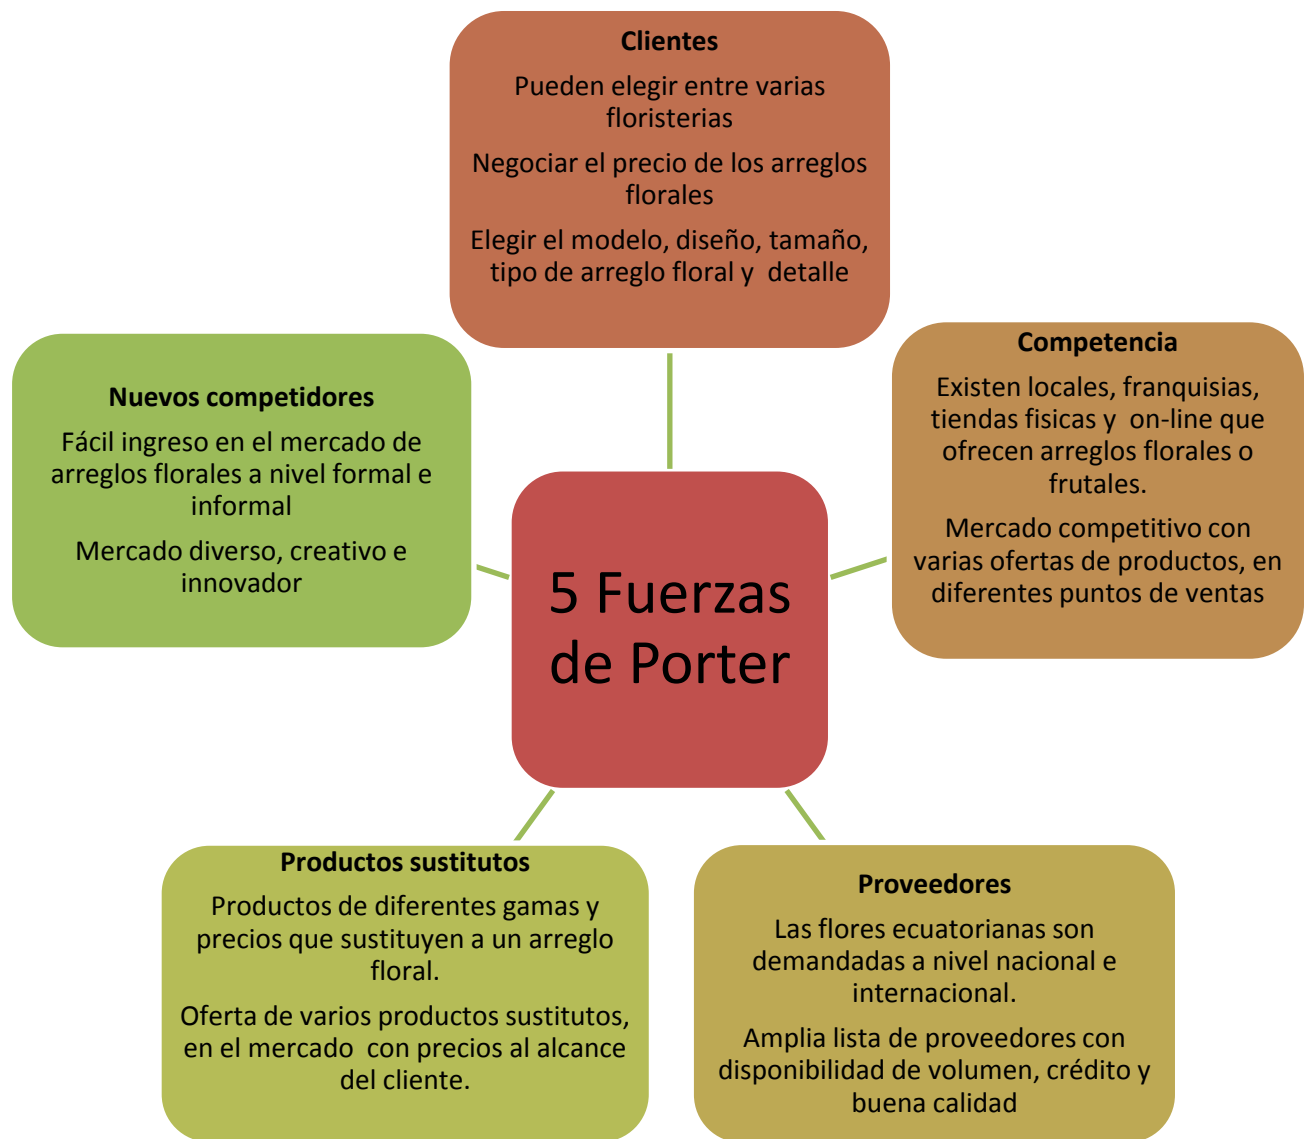 Clientes
Pueden elegir entre varias
floristerias
Negociar el precio de los arreglos
florales
Elegir el modelo, diseño, tamaño,
tipo de arreglo floral y  detalle
Competencia
Existen locales, franquisias,
tiendas fisicas y  on-line que
ofrecen arreglos florales o
frutales.
Mercado competitivo con
varias ofertas de productos, en
diferentes puntos de ventas
Nuevos competidores
Fácil ingreso en el mercado de
arreglos florales a nivel formal e
informal
Mercado diverso, creativo e
innovador
5 Fuerzas
de Porter
Productos sustitutos
Productos de diferentes gamas y
precios que sustituyen a un arreglo
floral.
Oferta de varios productos sustitutos,
en el mercado  con precios al alcance
del cliente.
Proveedores
Las flores ecuatorianas son
demandadas a nivel nacional e
internacional.
Amplia lista de proveedores con
disponibilidad de volumen, crédito y
buena calidad